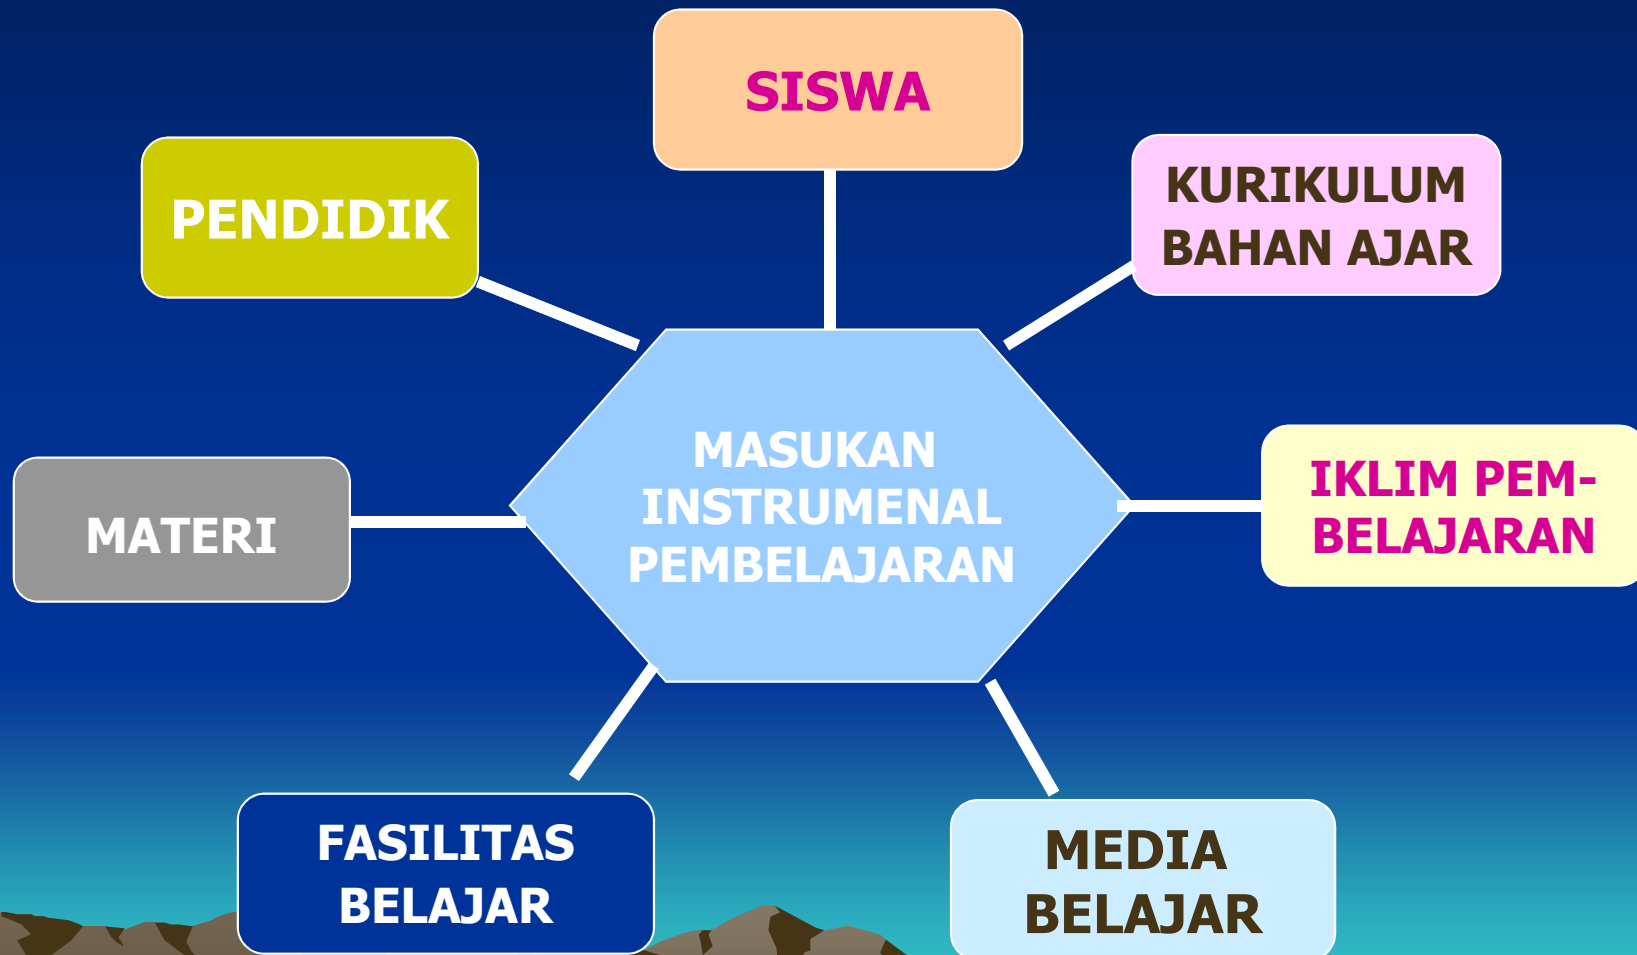 SISWA
PENDIDIK
KURIKULUM
BAHAN AJAR
MASUKAN
INSTRUMENAL
PEMBELAJARAN
IKLIM PEM-
BELAJARAN
MATERI
FASILITAS
BELAJAR
MEDIA
BELAJAR